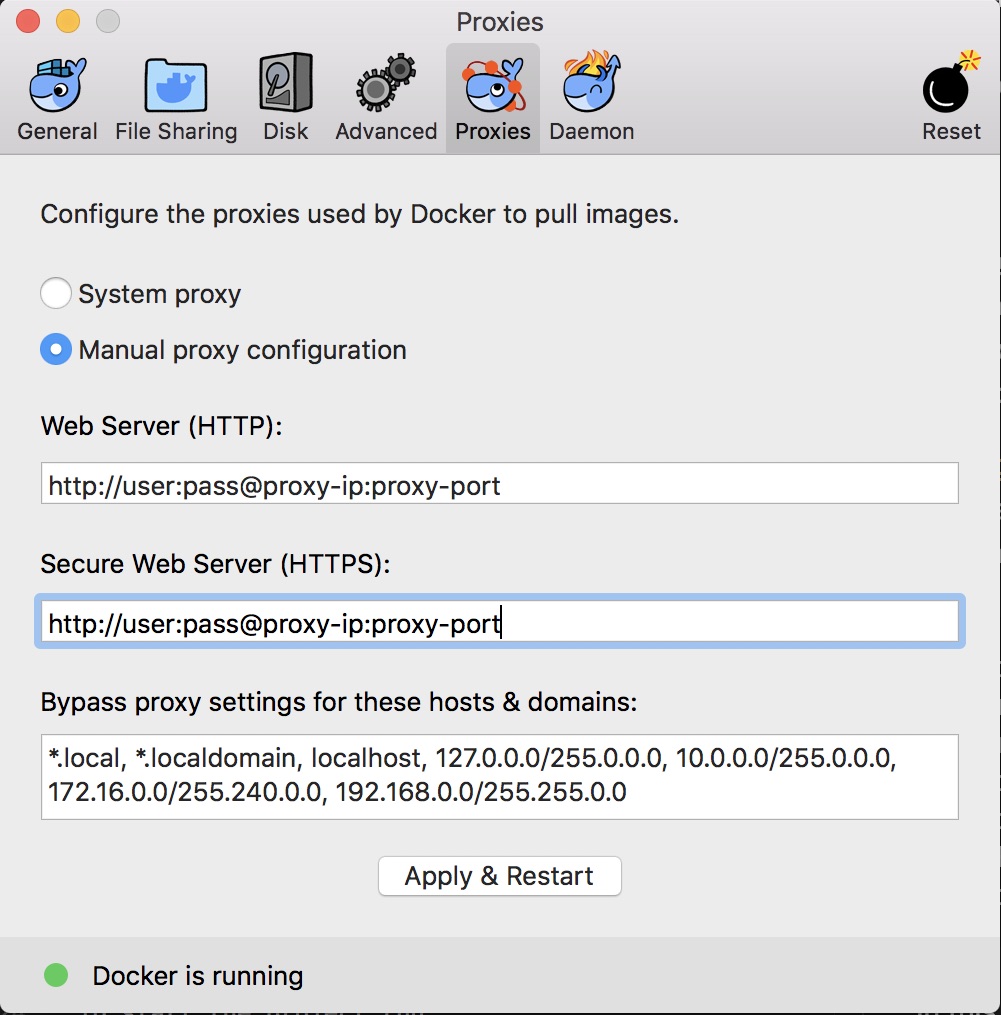 Proxies
General
File Sharing
Disk
Advanced
Proxies
Daemon
Reset
Configure the proxies used by Docker to pull images.
System proxy
Manual proxy configuration
Web Server (HTTP):
http://user:pass@proxy-ip:proxy-port
Secure Web Server (HTTPS):
http://user:pass@proxy-ip:proxy-port
Bypass proxy settings for these hosts & domains:
*.local, *.localdomain, localhost, 127.0.0.0/255.0.0.0, 10.0.0.0/255.0.0.0,
172.16.0.0/255.240.0.0, 192.168.0.0/255.255.0.0
Apply & Restart
Docker is running